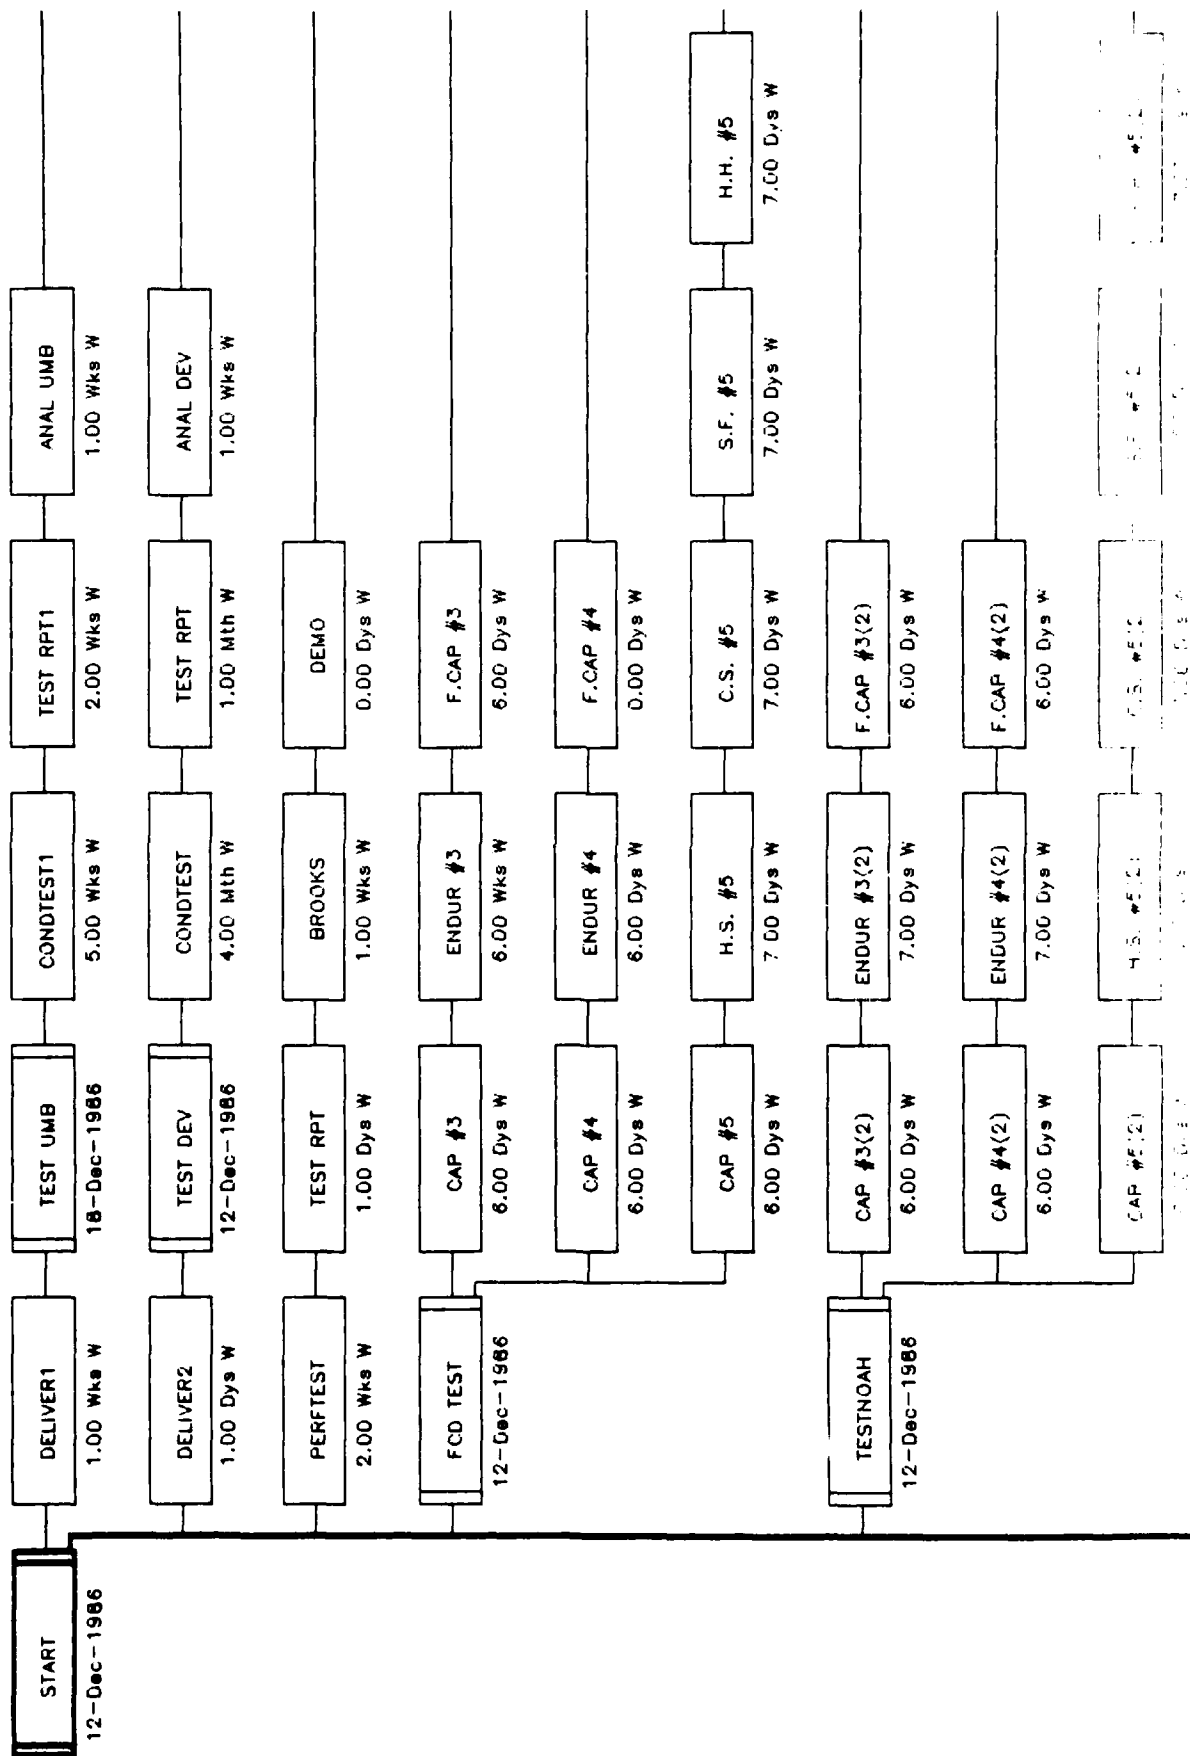 START
12-Dec-1986
DELIVER1
1.00 Wks W
TEST UMB
18-Dec-1986
CONDTEST1
5.00 Wks W
TEST RPT1
2.00 Wks W
ANAL UMB
1.00 Wks W
DELIVER2
1.00 Dys W
TEST DEV
12-Dec-1986
CONDTEST
4.00 Mth W
TEST RPT
1.00 Mth W
ANAL DEV
1.00 Wks W
PERFTEST
2.00 Wks W
TEST RPT
1.00 Dys W
BROOKS
1.00 Wks W
DEMO
0.00 Dys W
FCD TEST
12-Dec-1986
CAP #3
6.00 Dys W
ENDUR #3
6.00 Wks W
F.CAP #3
6.00 Dys W
CAP #4
6.00 Dys W
ENDUR #4
6.00 Dys W
F.CAP #4
0.00 Dys W
CAP #5
6.00 Dys W
H.S. #5
7.00 Dys W
C.S. #5
7.00 Dys W
S.F. #5
7.00 Dys W
H.H. #5
7.00 Dys W
TESTNOAH
12-Dec-1986
CAP #3(2)
6.00 Dys W
ENDUR #3(2)
7.00 Dys W
F.CAP #3(2)
6.00 Dys W
CAP #4(2)
6.00 Dys W
ENDUR #4(2)
7.00 Dys W
F.CAP #4(2)
6.00 Dys W
CAP #5(2)
H.S. #5(2)
C.S. #5(2